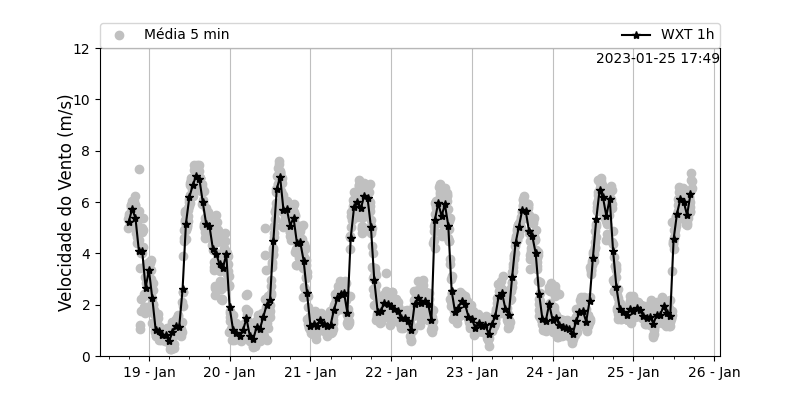 Média 5 min
WXT 1h
2023-01-25 17:49
Velocidade do Vento (m/s)
12
10
8
6
4
2
0
19 - Jan
20 - Jan
21 - Jan
22 - Jan
23 - Jan
24 - Jan
25 - Jan
26 - Jan